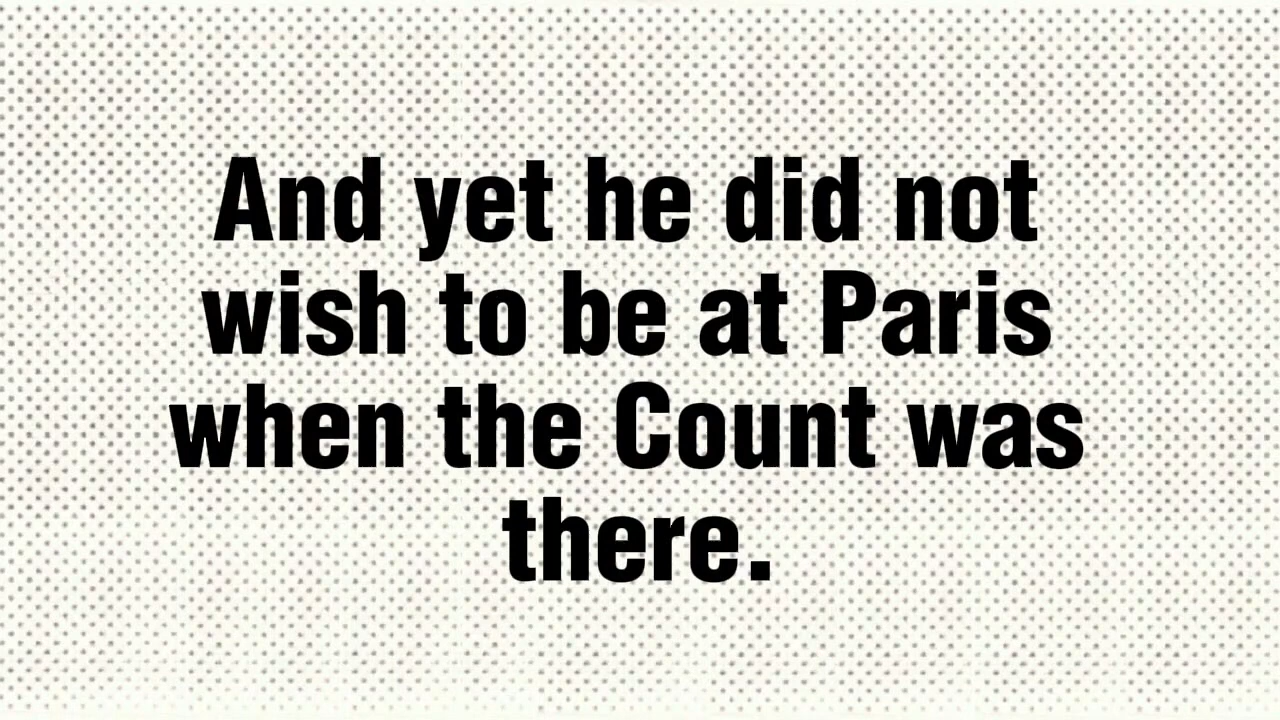 And yet he did not
wish to be at Paris
when the Count was
there.